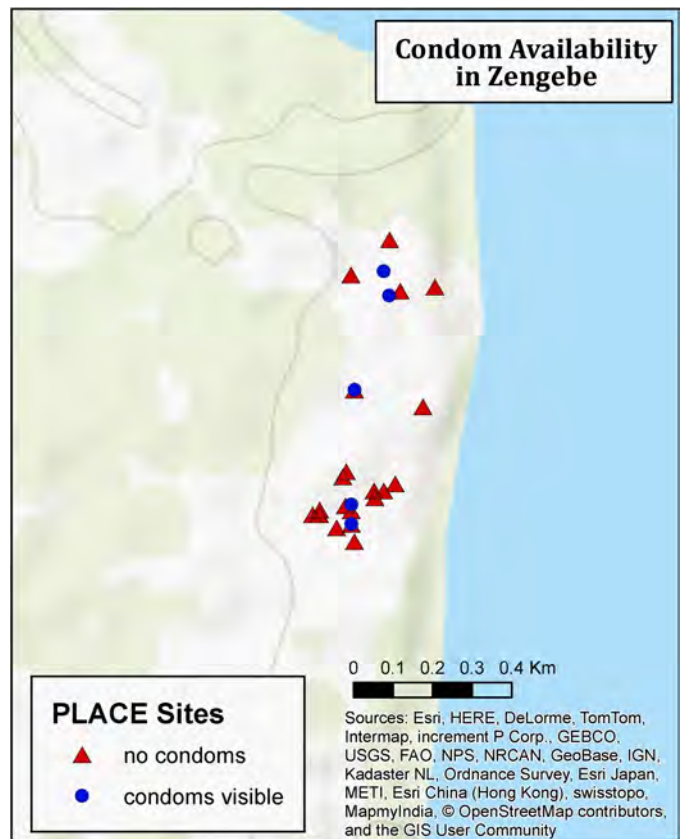 Condom Availability
in Zengebe
0 0.1 0.2 0.3 0.4 Km
PLACE Sites
no condoms
condoms visible
Sources: Esri, HERE, DeLorme, TomTom,
Intermap, increment P Corp., GEBCO,
USGS, FAO, NPS, NRCAN, GeoBase, IGN,
Kadaster NL, Ordnance Survey, Esri Japan,
METI, Esri China (Hong Kong), swisstopo,
MapmyIndia, © OpenStreetMap contributors,
and the GIS User Community